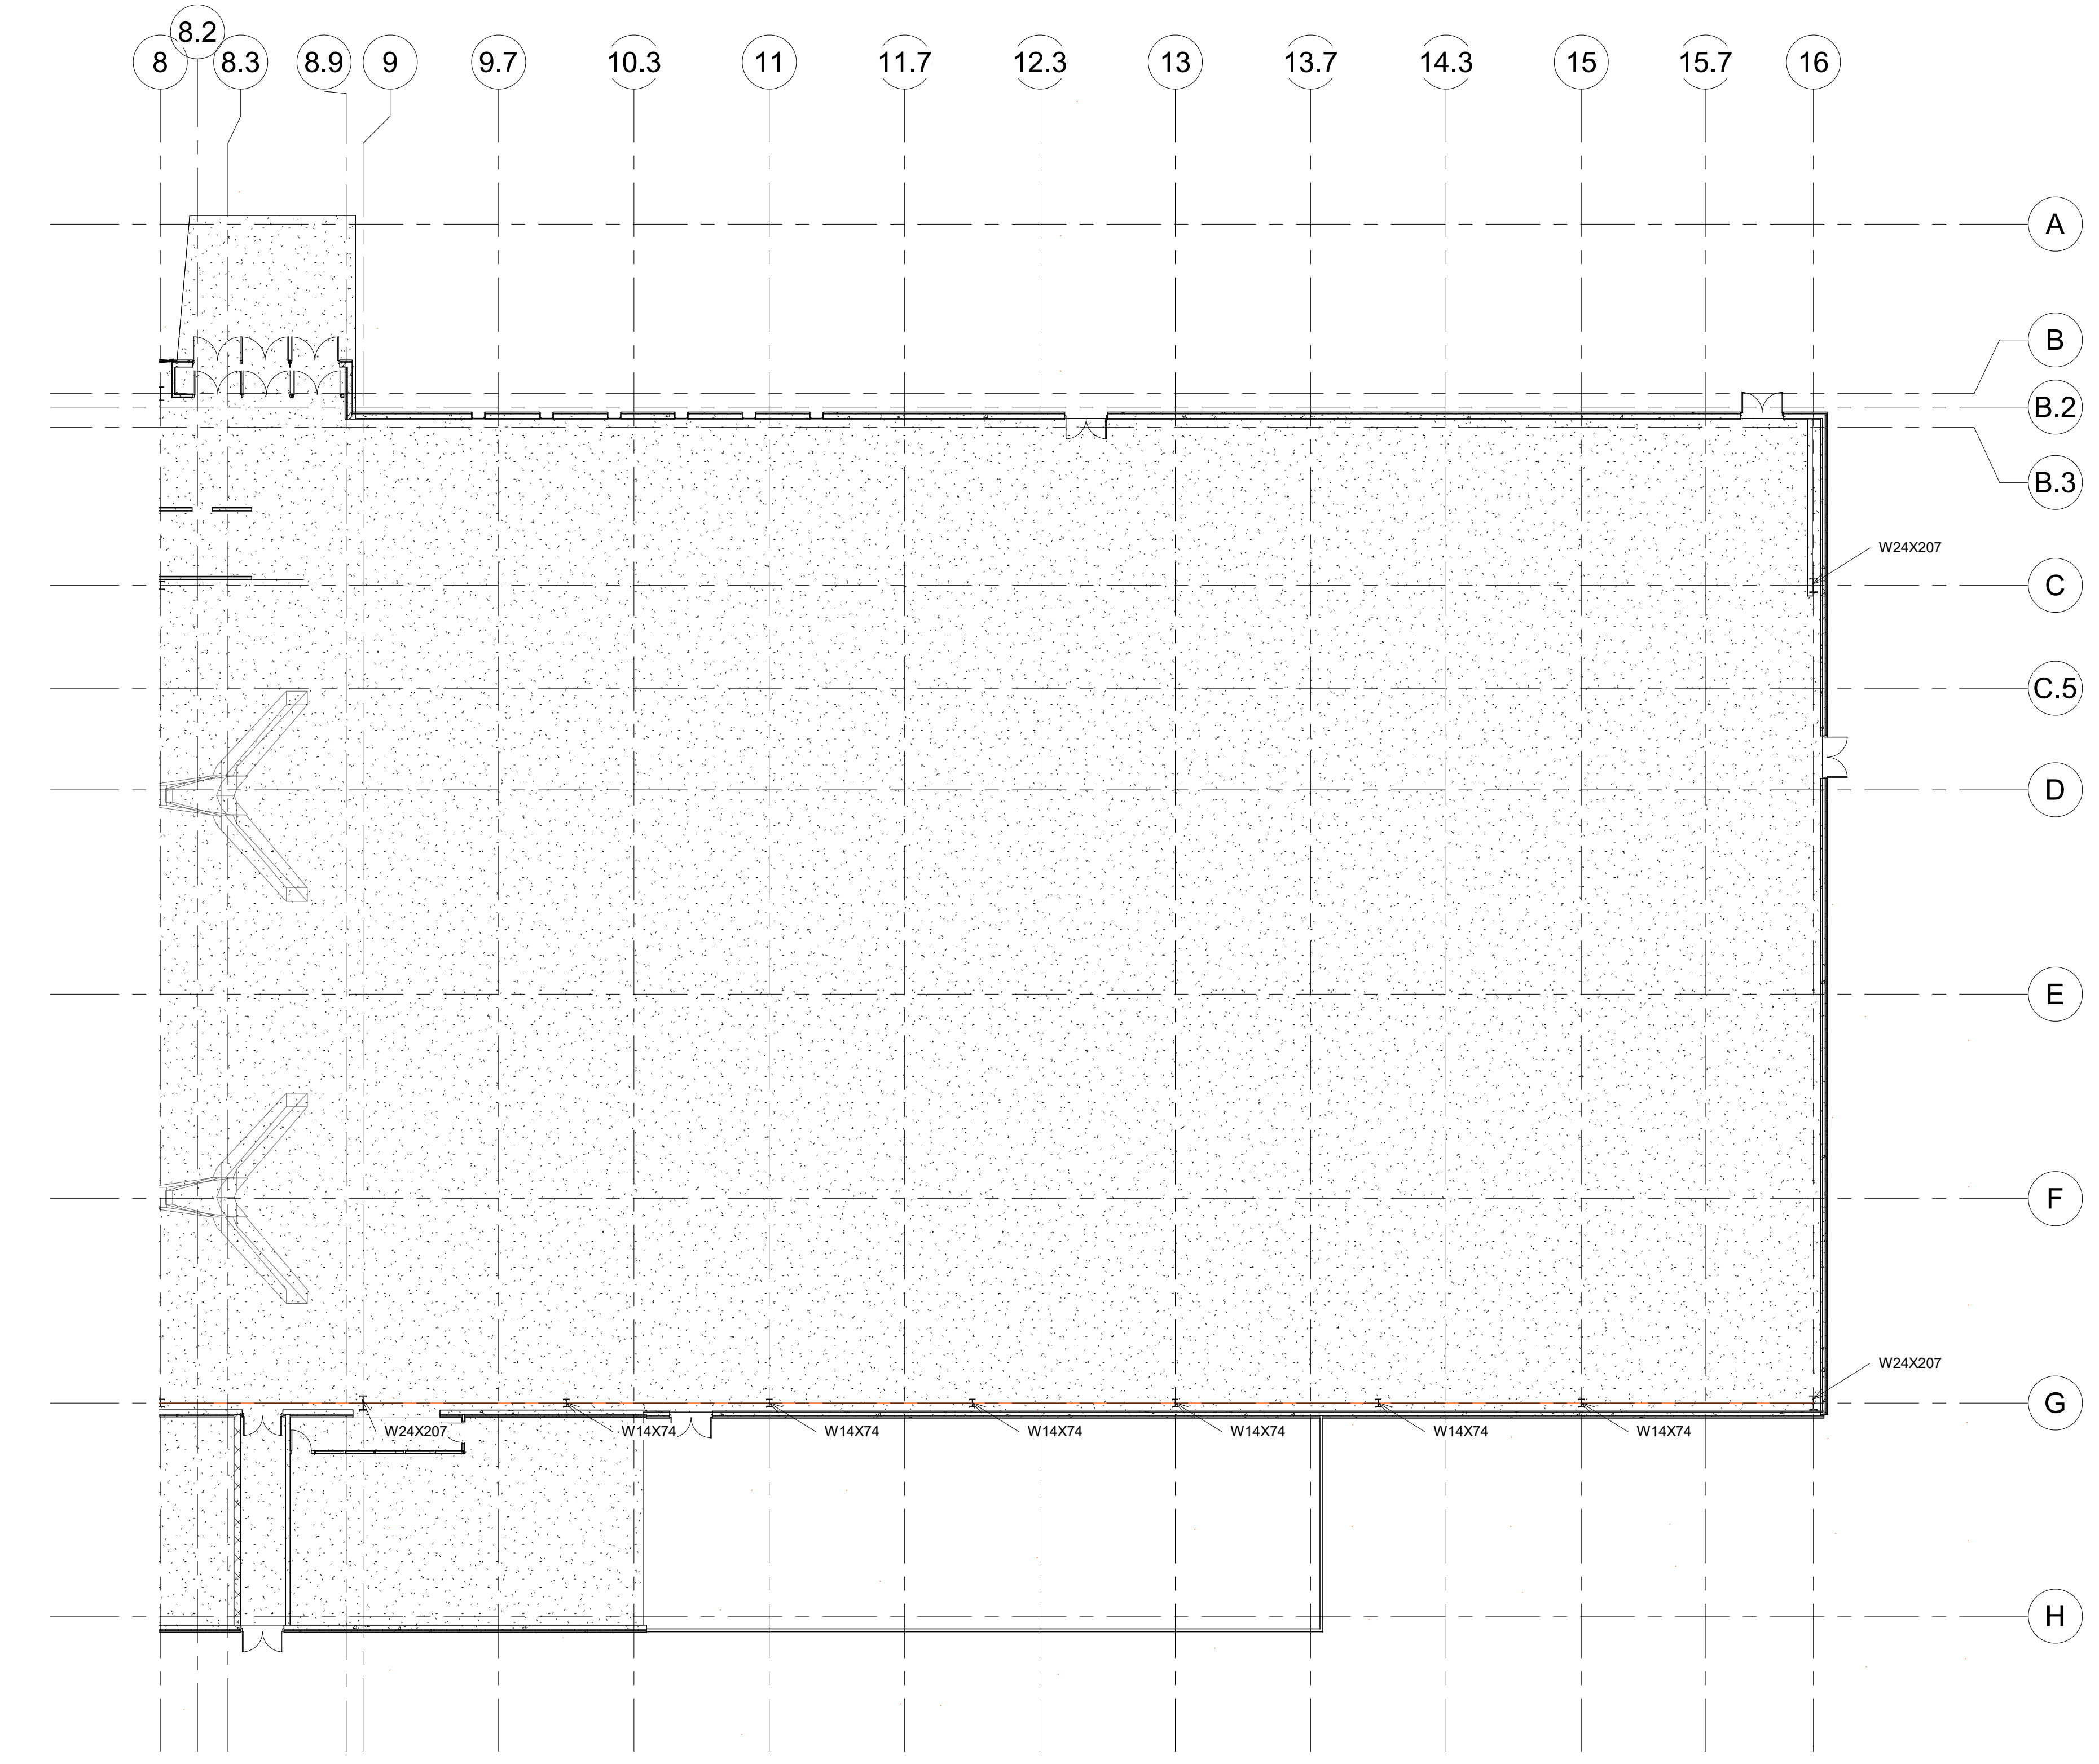 8.2
8 8.3 8.9 9 9.7 10.3 11 11.7 12.3 13 13.7 14.3 15 15.7 16
A
B
B.2
B.3
W24X207
C
C.5
D
E
F
W24X207
G
W24X207 W14X74 W14X74 W14X74 W14X74 W14X74 W14X74
H